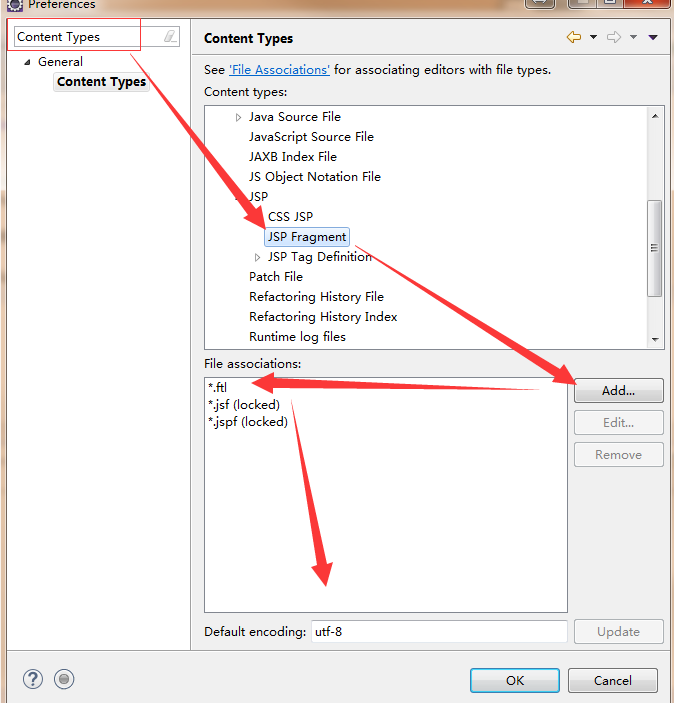 Preferences
Content Types
General
Content Types
Content Types
See 'File Associations' for associating editors with file types.
Content types:
Java Source File
JavaScript Source File
JAXB Index File
JS Object Notation File
JSP
CSS JSP
JSP Fragment
JSP Tag Definition
Patch File
Refactoring History File
Refactoring History Index
Runtime log files
File associations:
*.ftl
*.jsf (locked)
*.jspf (locked)
Add...
Edit...
Remove
Default encoding: utf-8
Update
OK
Cancel